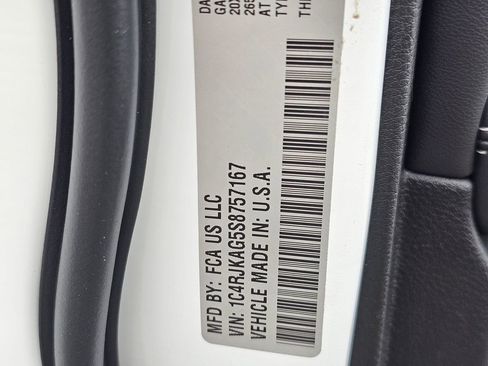 MFD BY: FCA US LLC
VIN: 1C4RJKAG5S8757167
VEHICLE MADE IN: U.S.A.